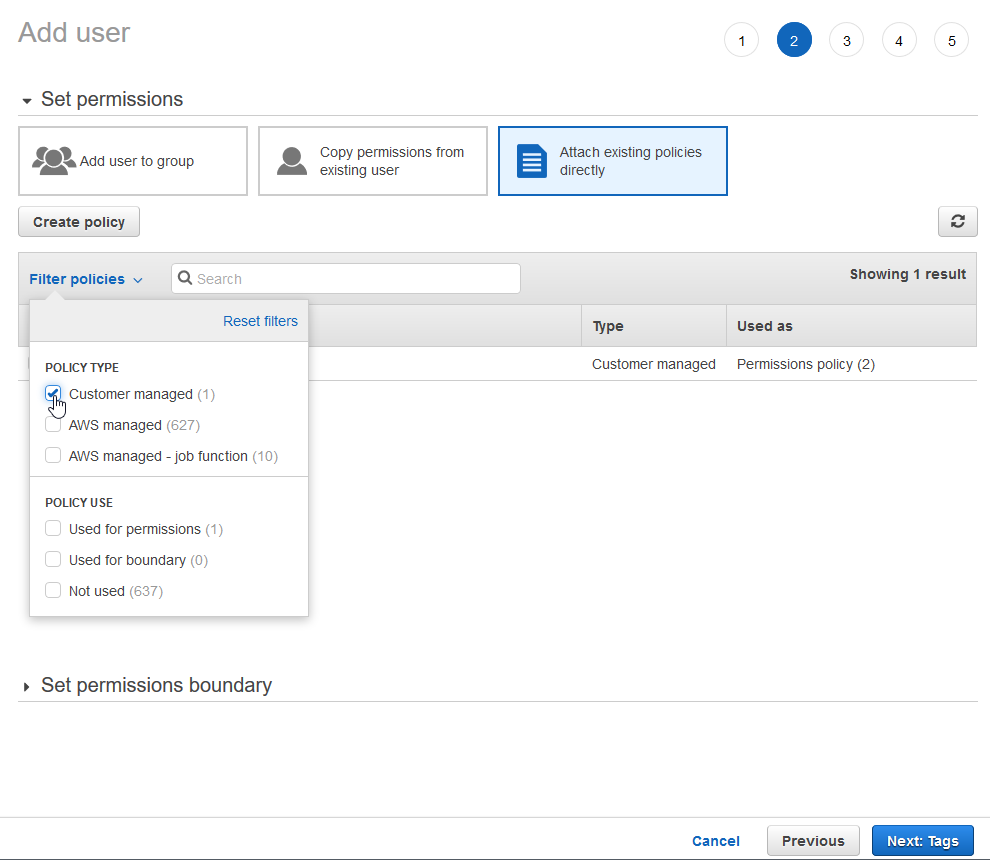 Add user
1 2 3 4 5
Set permissions
Add user to group
Copy permissions from
existing user
Attach existing policies
directly
Create policy
Filter policies
Search
Showing 1 result
Reset filters
Type
Used as
POLICY TYPE
Customer managed
Permissions policy (2)
Customer managed (1)
AWS managed (627)
AWS managed - job function (10)
POLICY USE
Used for permissions (1)
Used for boundary (0)
Not used (637)
Set permissions boundary
Cancel
Previous
Next: Tags